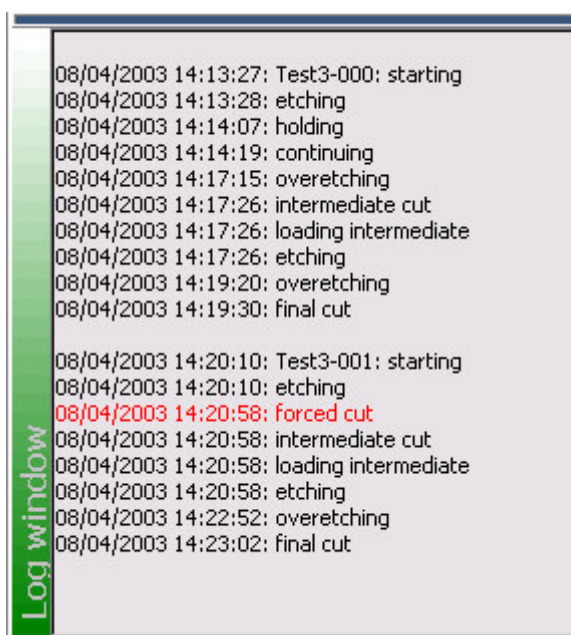 08/04/2003 14:13:27: Test3-000: starting
08/04/2003 14:13:28: etching
08/04/2003 14:14:07: holding
08/04/2003 14:14:19: continuing
08/04/2003 14:17:15: overetching
08/04/2003 14:17:26: intermediate cut
08/04/2003 14:17:26: loading intermediate
08/04/2003 14:17:26: etching
08/04/2003 14:19:20: overetching
08/04/2003 14:19:30: final cut
08/04/2003 14:20:10: Test3-001: starting
08/04/2003 14:20:10: etching
08/04/2003 14:20:58: forced cut
08/04/2003 14:20:58: intermediate cut
08/04/2003 14:20:58: loading intermediate
08/04/2003 14:20:58: etching
08/04/2003 14:22:52: overetching
08/04/2003 14:23:02: final cut
Log window